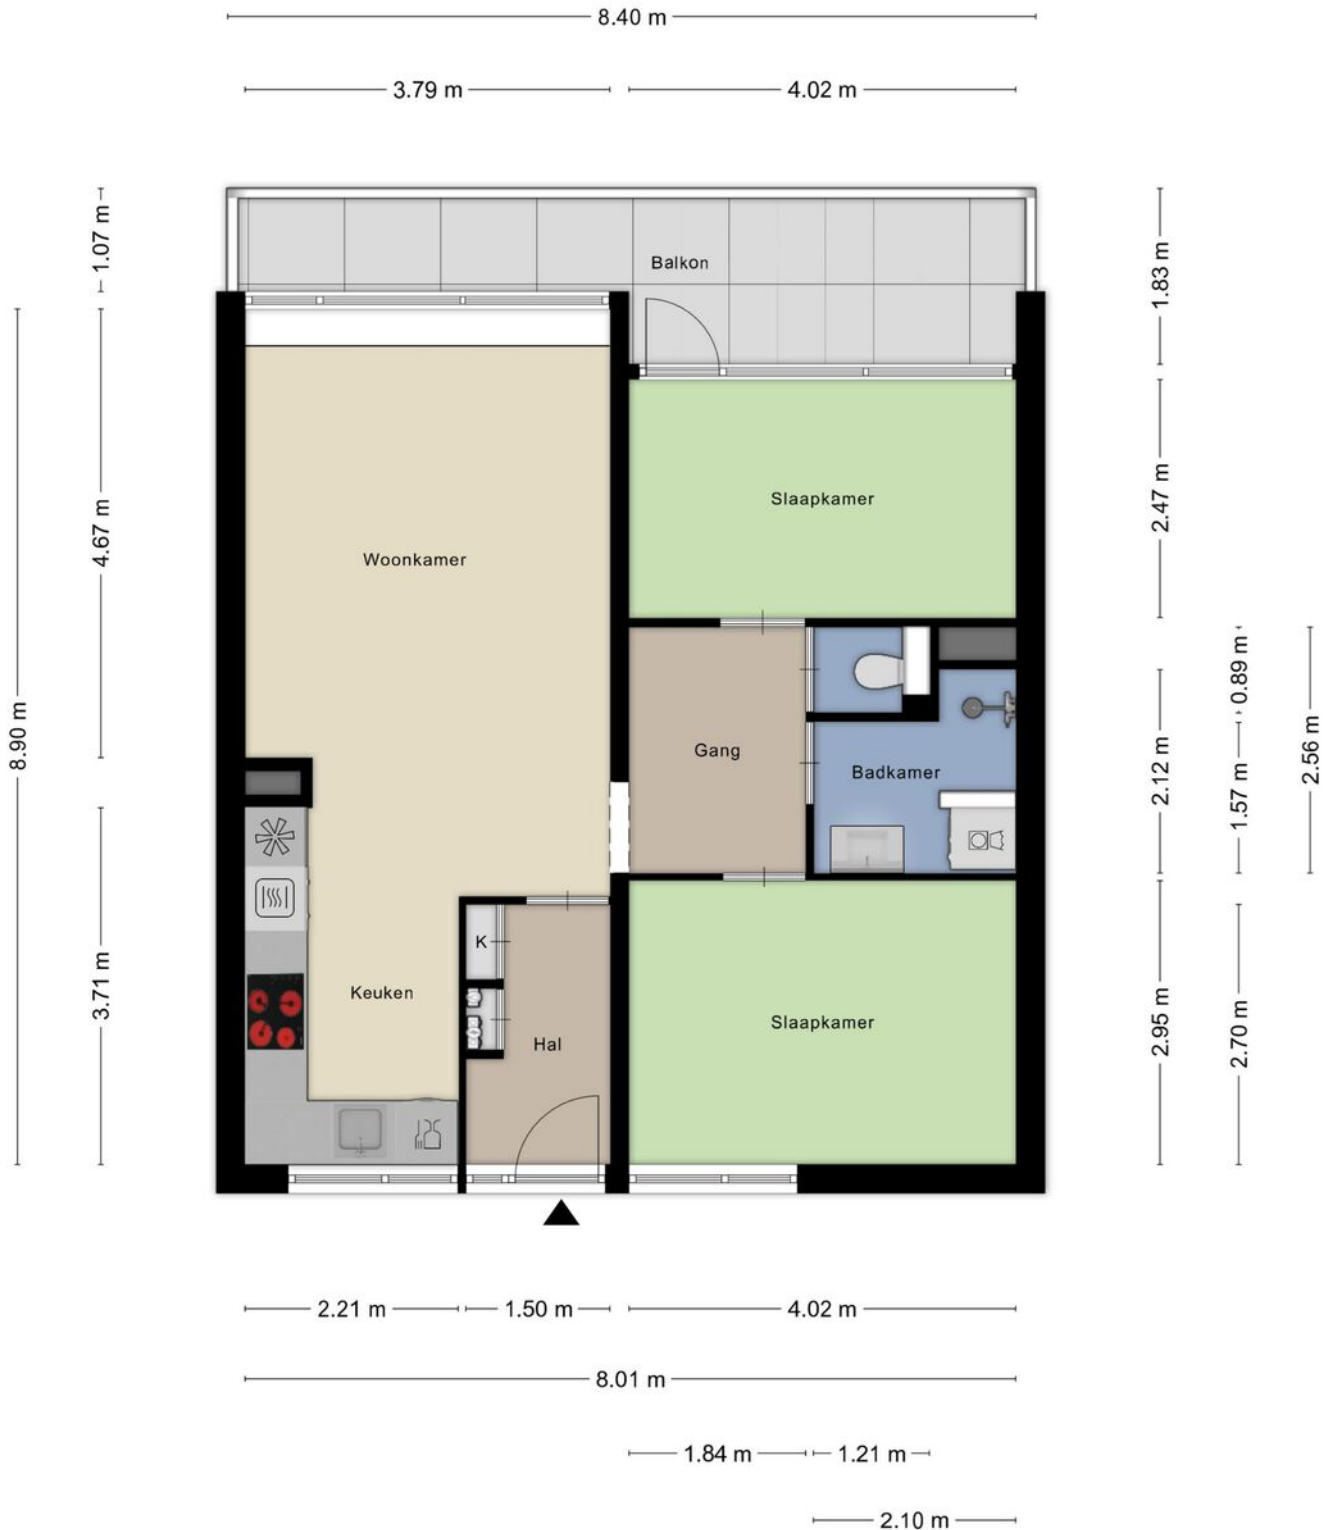 8.40 m
3.79 m
4.02 m
1.07 m
1.83 m
Balkon
4.67 m
2.47 m
Slaapkamer
Woonkamer
8.90 m
0.89 m
2.56 m
Gang
Badkamer
2.12 m
1.57 m
K
Keuken
3.71 m
Hal
Slaapkamer
2.95 m
2.70 m
2.21 m
1.50 m
4.02 m
8.01 m
1.84 m
1.21 m
2.10 m